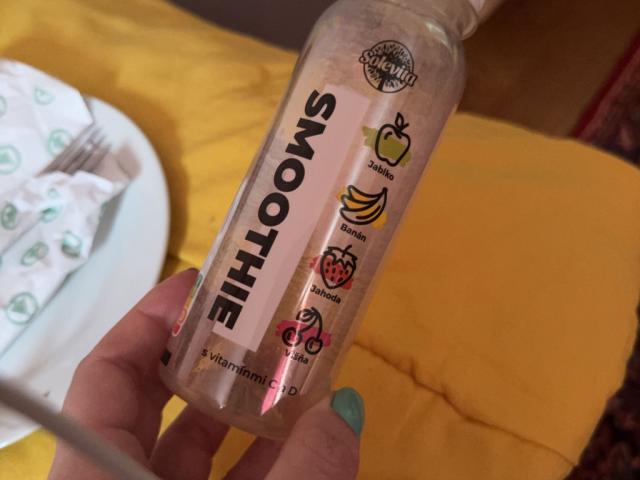 Solevita
SMOOTHIE
Jablko
Banán
Jahoda
Višňa
s vitamínmi C a D